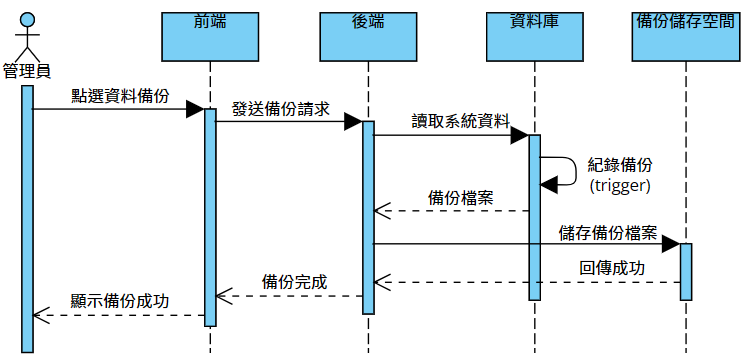 前端
後端
資料庫
備份儲存空間
管理員
點選資料備份
發送備份請求
讀取系統資料
紀錄備份
(trigger)
備份檔案
儲存備份檔案
回傳成功
備份完成
顯示備份成功